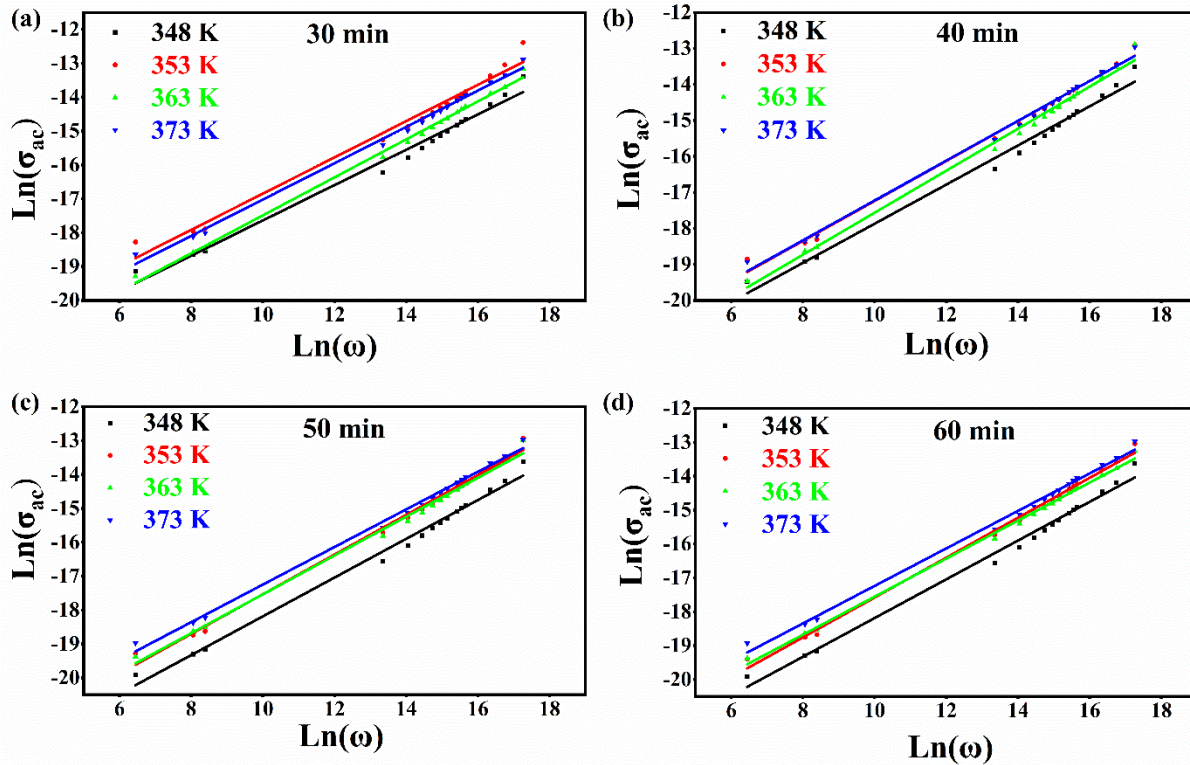 (a)
348 K
30 min
353 K
363 K
373 K
Ln(σac)
-12
-13
-14
-15
-16
-17
-18
-19
-20
6 8 10 12 14 16 18
Ln(ω)
(b)
348 K
40 min
353 K
363 K
373 K
Ln(σac)
-12
-13
-14
-15
-16
-17
-18
-19
-20
6 8 10 12 14 16 18
Ln(ω)
(c)
348 K
50 min
353 K
363 K
373 K
Ln(σac)
-12
-13
-14
-15
-16
-17
-18
-19
-20
6 8 10 12 14 16 18
Ln(ω)
(d)
348 K
60 min
353 K
363 K
373 K
Ln(σac)
-12
-13
-14
-15
-16
-17
-18
-19
-20
6 8 10 12 14 16 18
Ln(ω)